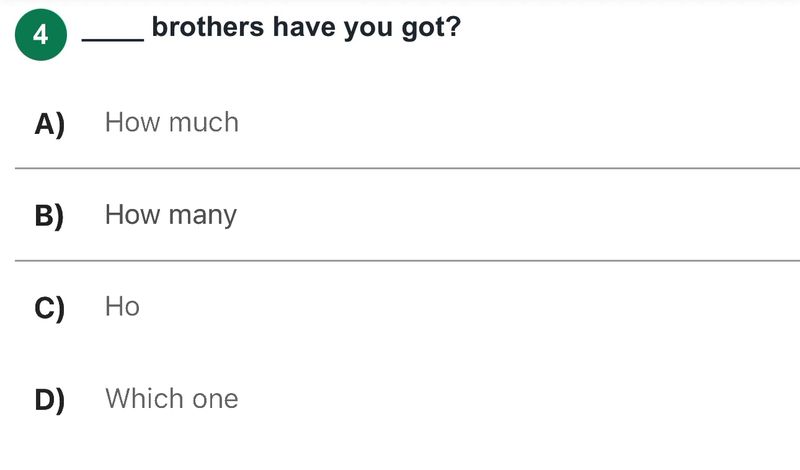 4 ____ brothers have you got?
A) How much
B) How many
C) Ho
D) Which one